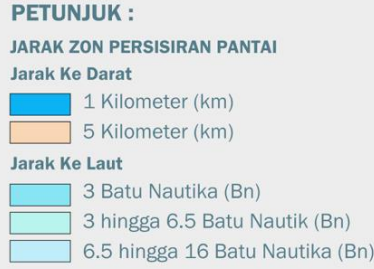 PETUNJUK :
JARAK ZON PERSISIRAN PANTAI
Jarak Ke Darat
1 Kilometer (km)
5 Kilometer (km)
Jarak Ke Laut
3 Batu Nautika (Bn)
3 hingga 6.5 Batu Nautik (Bn)
6.5 hingga 16 Batu Nautika (Bn)